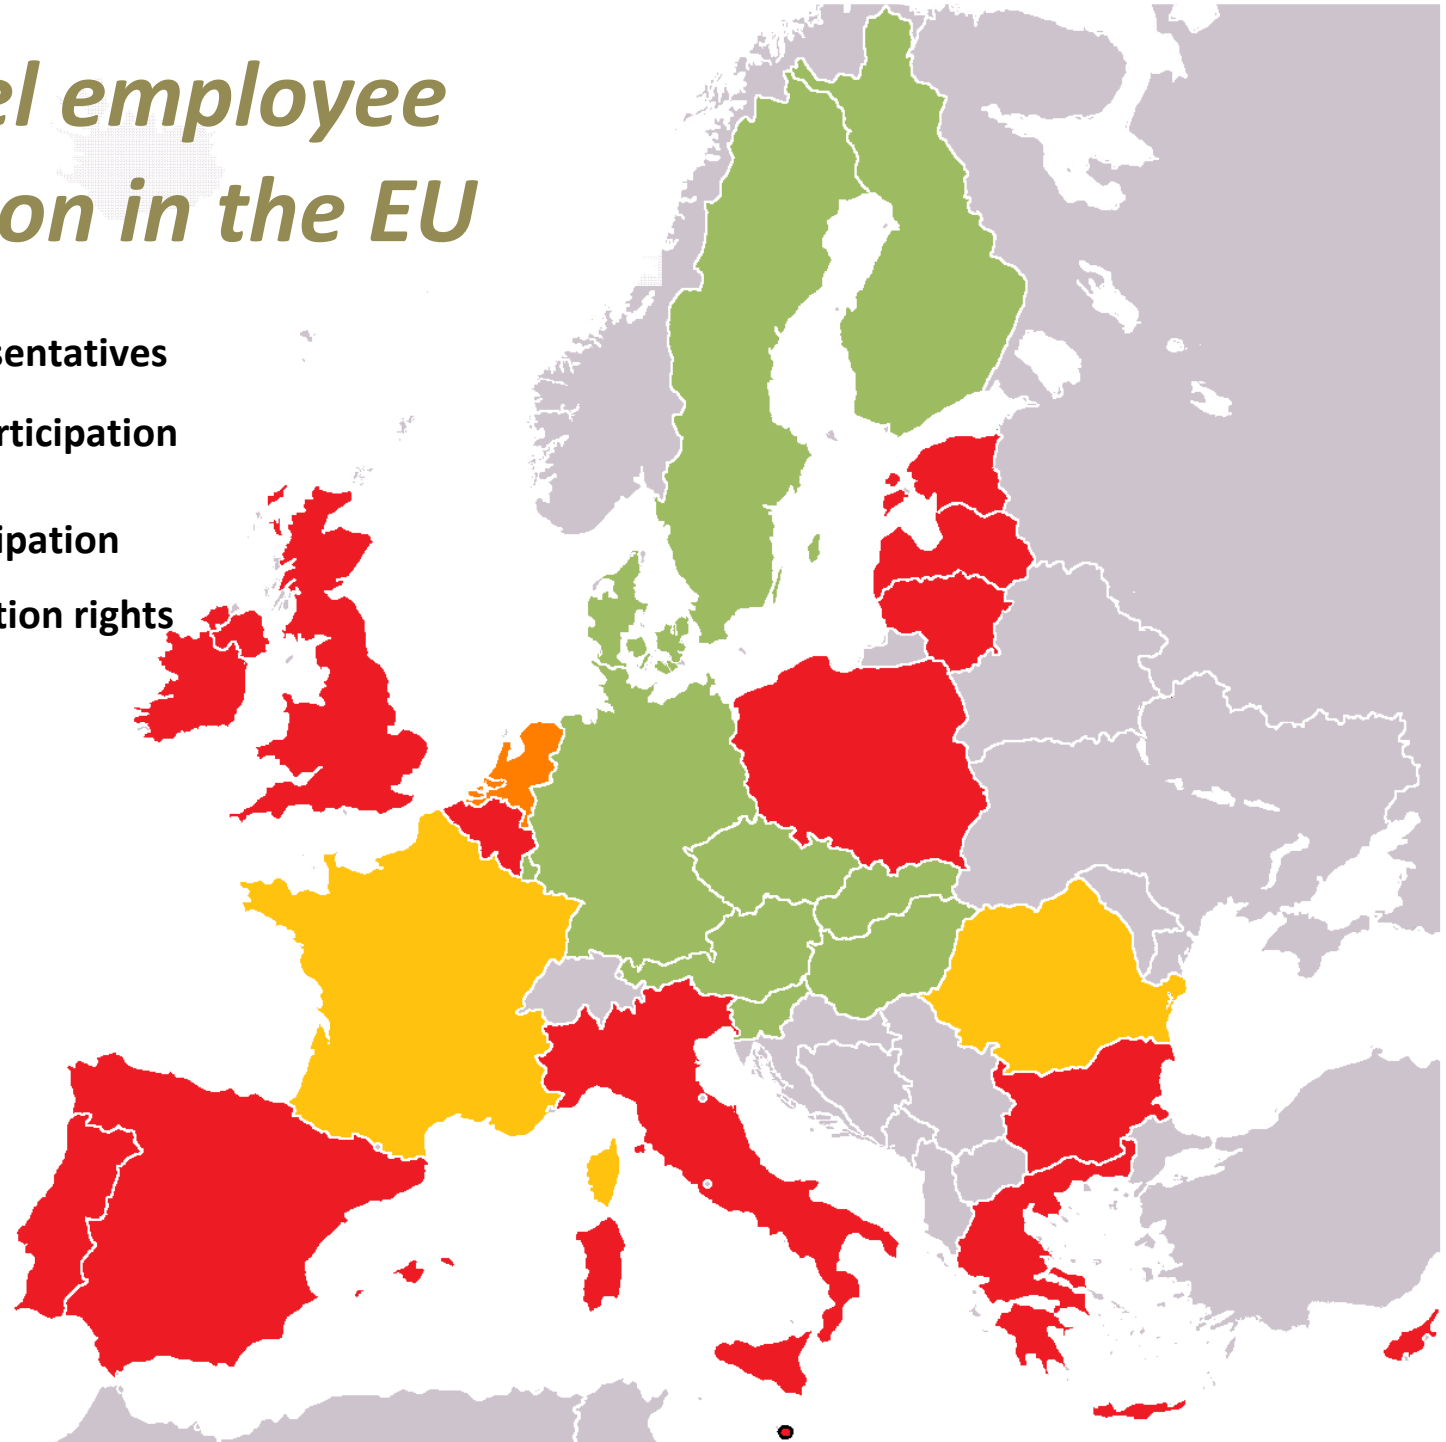 el employee
on in the EU
sentatives
rticipation
ipation
tion rights